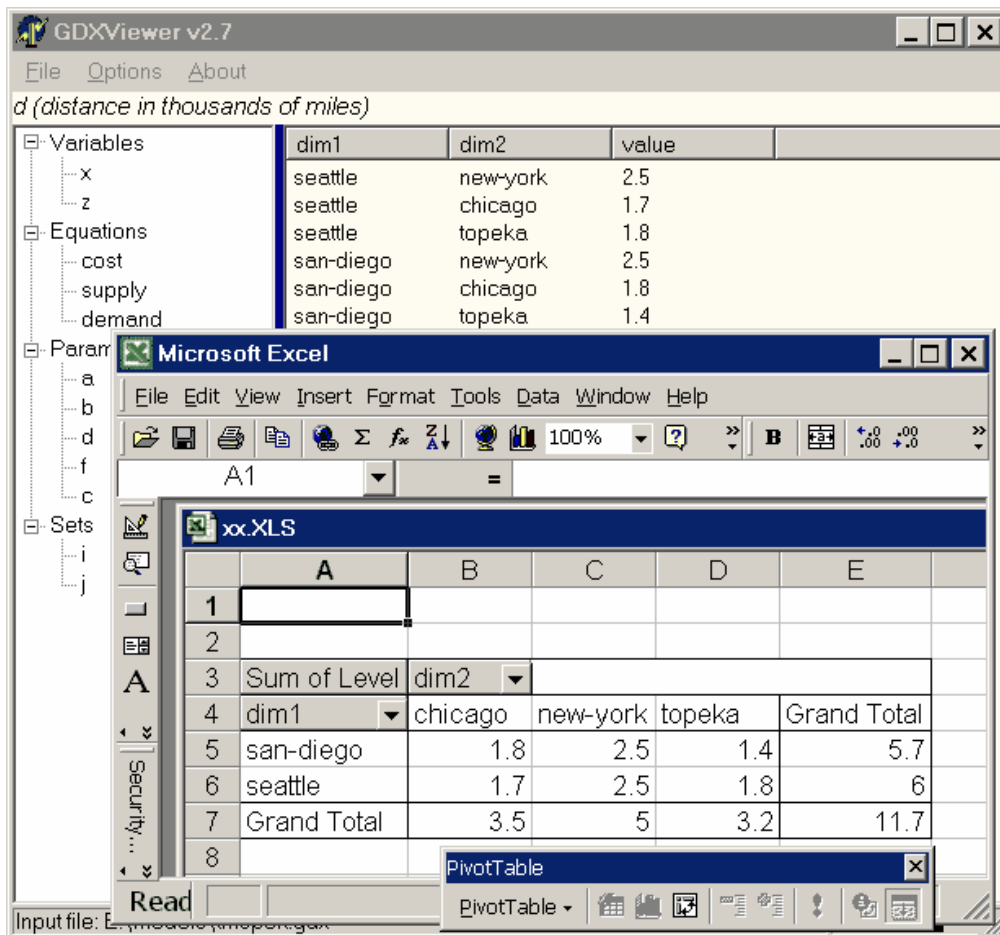 GDXViewer v2.7
File Options About
d (distance in thousands of miles)
Variables
x
z
Equations
cost
supply
demand
Param
a
b
d
f
c
Sets
i
j
dim1 dim2 value
seattle new-york 2.5
seattle chicago 1.7
seattle topeka 1.8
san-diego new-york 2.5
san-diego chicago 1.8
san-diego topeka 1.4
Microsoft Excel
File Edit View Insert Format Tools Data Window Help
100%
A1 =
xx.XLS
A B C D E
1
2
3 Sum of Level dim2
4 dim1 chicago new-york topeka Grand Total
5 san-diego 1.8 2.5 1.4 5.7
6 seattle 1.7 2.5 1.8 6
7 Grand Total 3.5 5 3.2 11.7
8
Security...
PivotTable
PivotTable
Read
Input file: